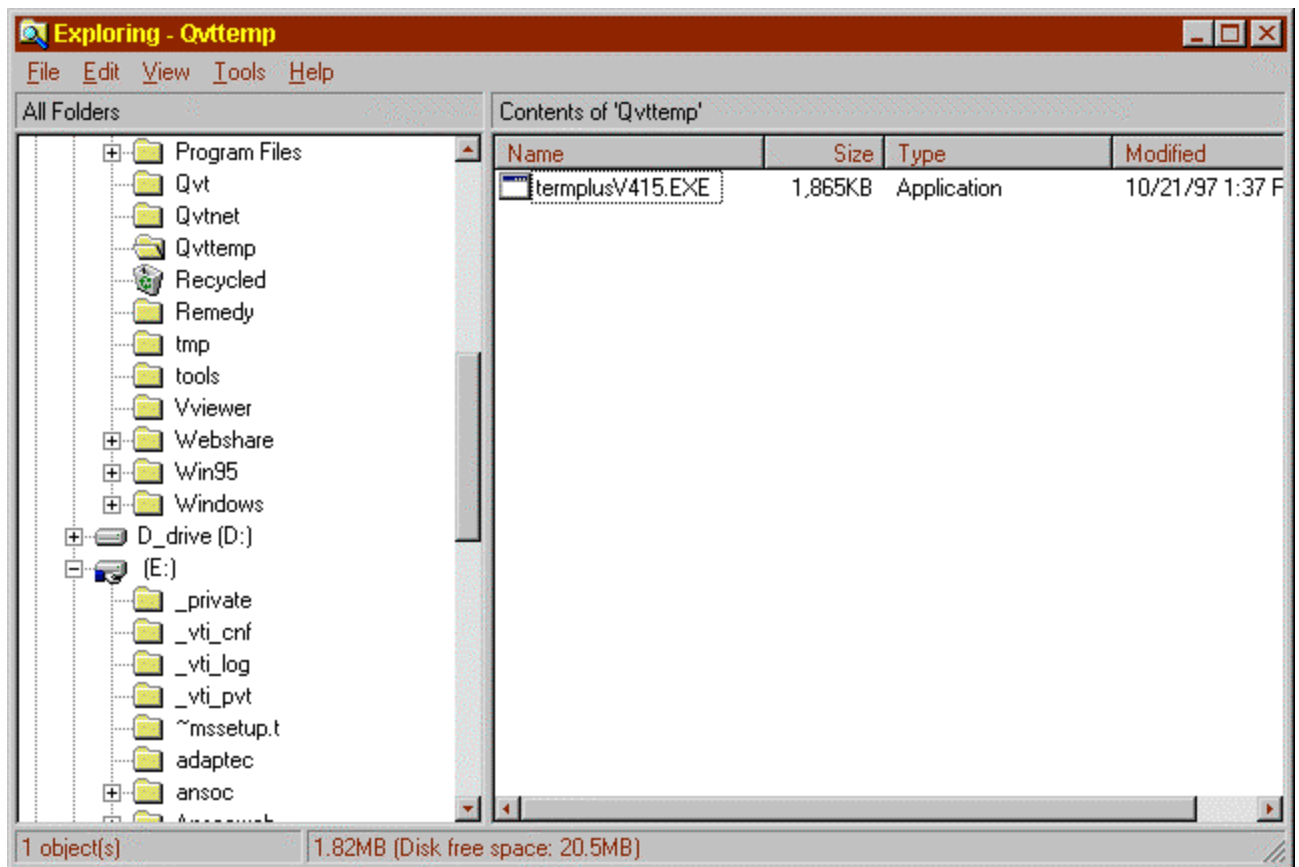 Exploring - Qvttemp
File Edit View Tools Help
All Folders
Contents of 'Qvttemp'
Program Files
Qvt
Qvtnet
Qvttemp
Recycled
Remedy
tmp
tools
Vviewer
Webshare
Win95
Windows
D_drive (D:)
(E:)
_private
_vti_cnf
_vti_log
_vti_pvt
~mssetup.t
adaptec
ansoc
Name Size Type Modified
termplusV415.EXE 1,865KB Application 10/21/97 1:37
1 object(s)
1.82MB (Disk free space: 20.5MB)